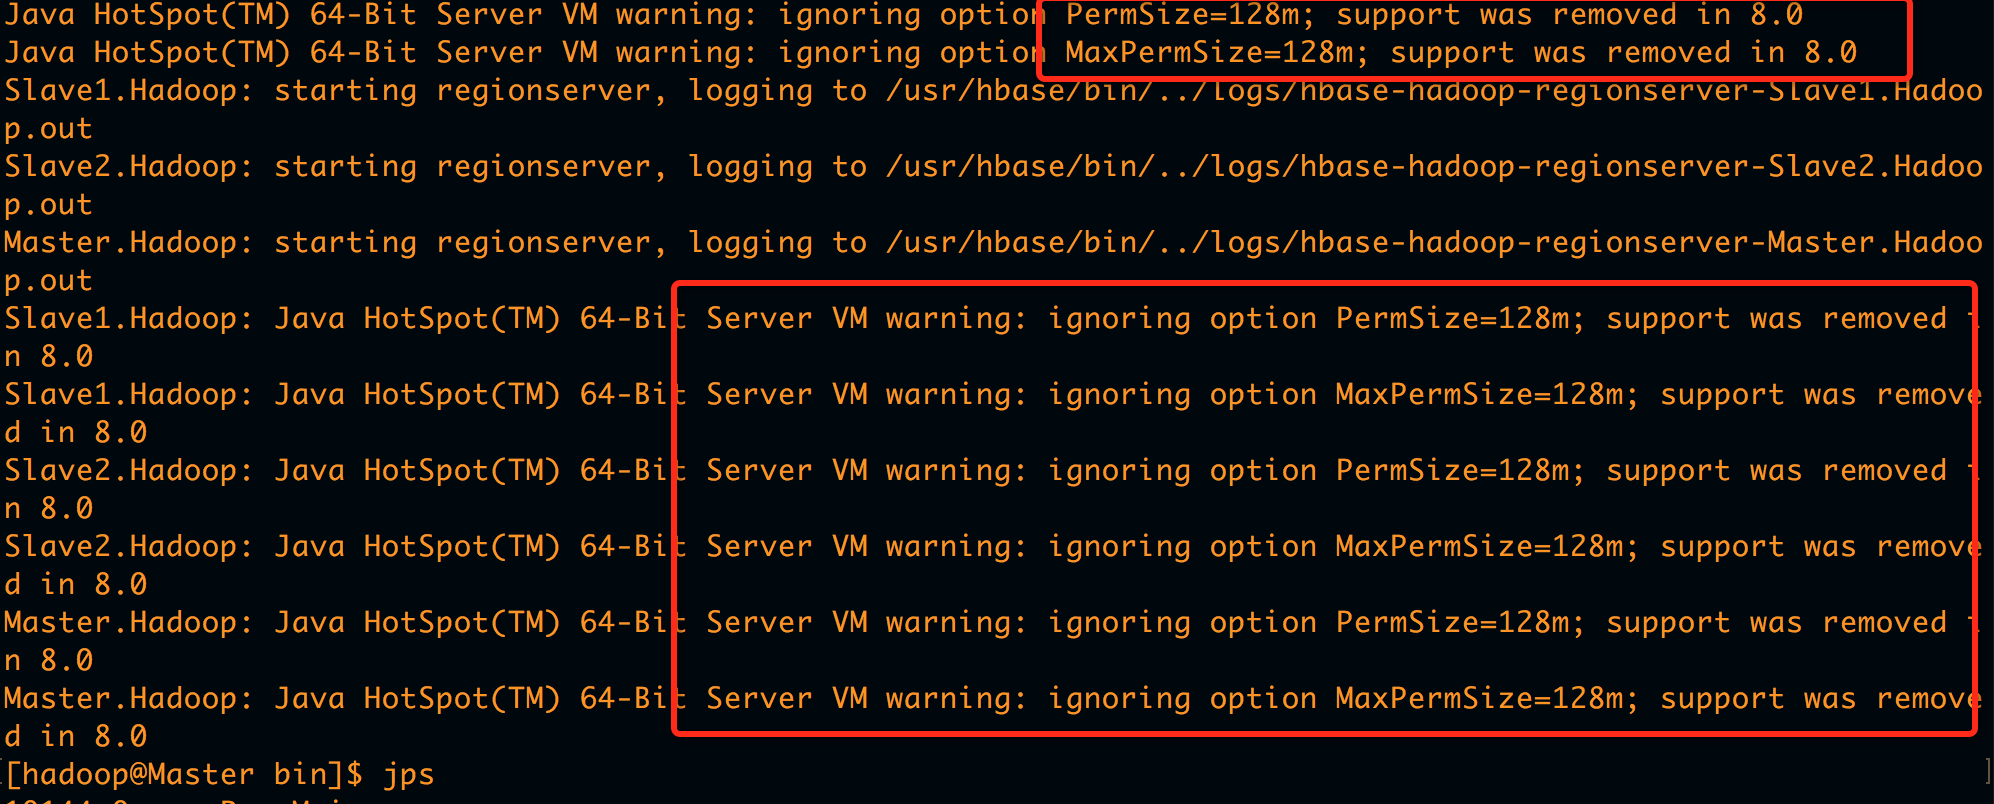 Java HotSpot(TM) 64-Bit Server VM warning: ignoring option PermSize=128m; support was removed in 8.0
Java HotSpot(TM) 64-Bit Server VM warning: ignoring option MaxPermSize=128m; support was removed in 8.0
Slave1.Hadoop: starting regionserver, logging to /usr/hbase/bin/../logs/hbase-hadoop-regionserver-Slave1.Hadoo
p.out
Slave2.Hadoop: starting regionserver, logging to /usr/hbase/bin/../logs/hbase-hadoop-regionserver-Slave2.Hadoo
p.out
Master.Hadoop: starting regionserver, logging to /usr/hbase/bin/../logs/hbase-hadoop-regionserver-Master.Hadoo
p.out
Slave1.Hadoop: Java HotSpot(TM) 64-Bit Server VM warning: ignoring option PermSize=128m; support was removed i
n 8.0
Slave1.Hadoop: Java HotSpot(TM) 64-Bit Server VM warning: ignoring option MaxPermSize=128m; support was remove
d in 8.0
Slave2.Hadoop: Java HotSpot(TM) 64-Bit Server VM warning: ignoring option PermSize=128m; support was removed i
n 8.0
Slave2.Hadoop: Java HotSpot(TM) 64-Bit Server VM warning: ignoring option MaxPermSize=128m; support was remove
d in 8.0
Master.Hadoop: Java HotSpot(TM) 64-Bit Server VM warning: ignoring option PermSize=128m; support was removed i
n 8.0
Master.Hadoop: Java HotSpot(TM) 64-Bit Server VM warning: ignoring option MaxPermSize=128m; support was remove
d in 8.0
[hadoop@Master bin]$ jps